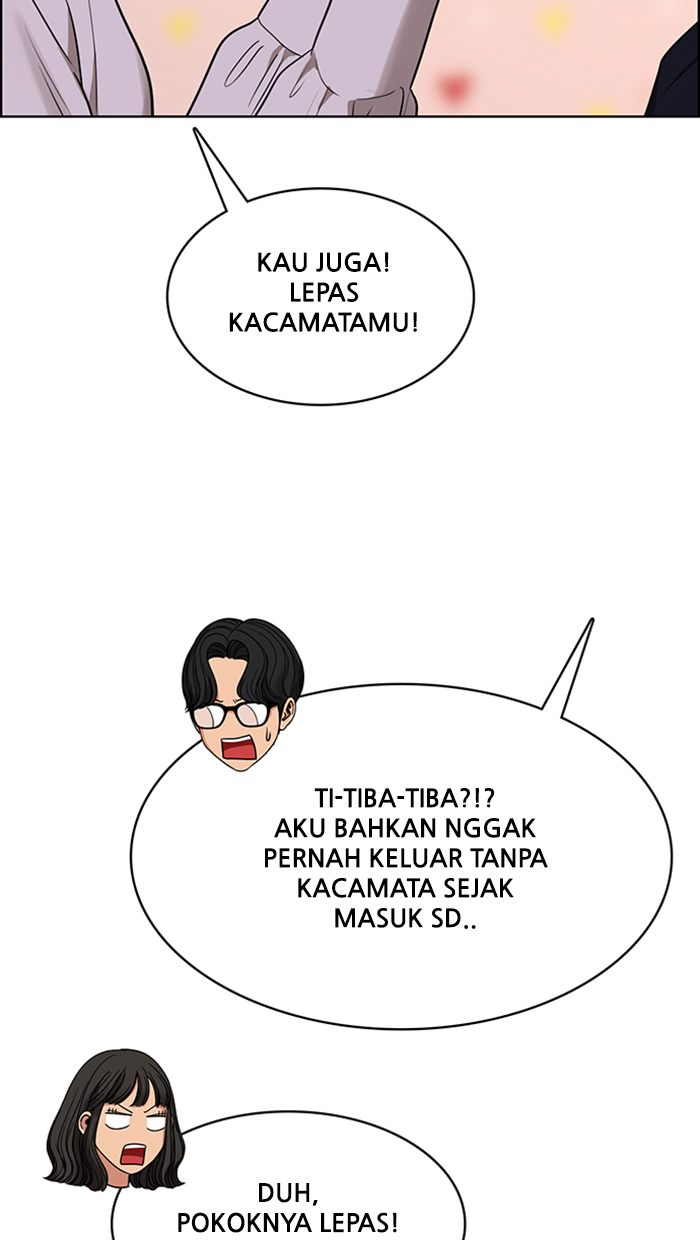 KAU JUGA!
LEPAS
KACAMATAMU!
TI-TIBA-TIBA?!?
AKU BAHKAN NGGAK
PERNAH KELUAR TANPA
KACAMATA SEJAK
MASUK SD..
DUH,
POKOKNYA LEPAS!